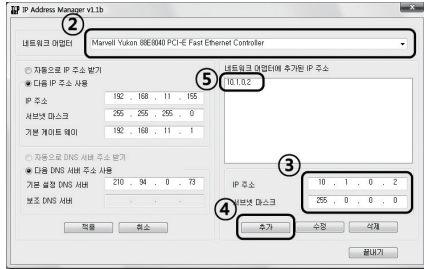 IP Address Manager v1.1b
②
네트워크 어댑터 Marvell Yukon 88E8040 PCI-E Fast Ethernet Controller
자동으로 IP 주소 받기
다음 IP 주소 사용
IP 주소 192 . 168 . 11 . 155
서브넷 마스크 255 . 255 . 255 . 0
기본 게이트 웨이 192 . 168 . 11 . 1
자동으로 DNS 서버 주소 받기
다음 DNS 서버 주소 사용
기본 설정 DNS 서버 210 . 94 . 0 . 73
보조 DNS 서버 . . .
적용 취소
네트워크 어댑터에 추가된 IP 주소
⑤
10,1,0,2
③
IP 주소 10 . 1 . 0 . 2
서브넷 마스크 255 . 0 . 0 . 0
④
추가 수정 삭제
끝내기